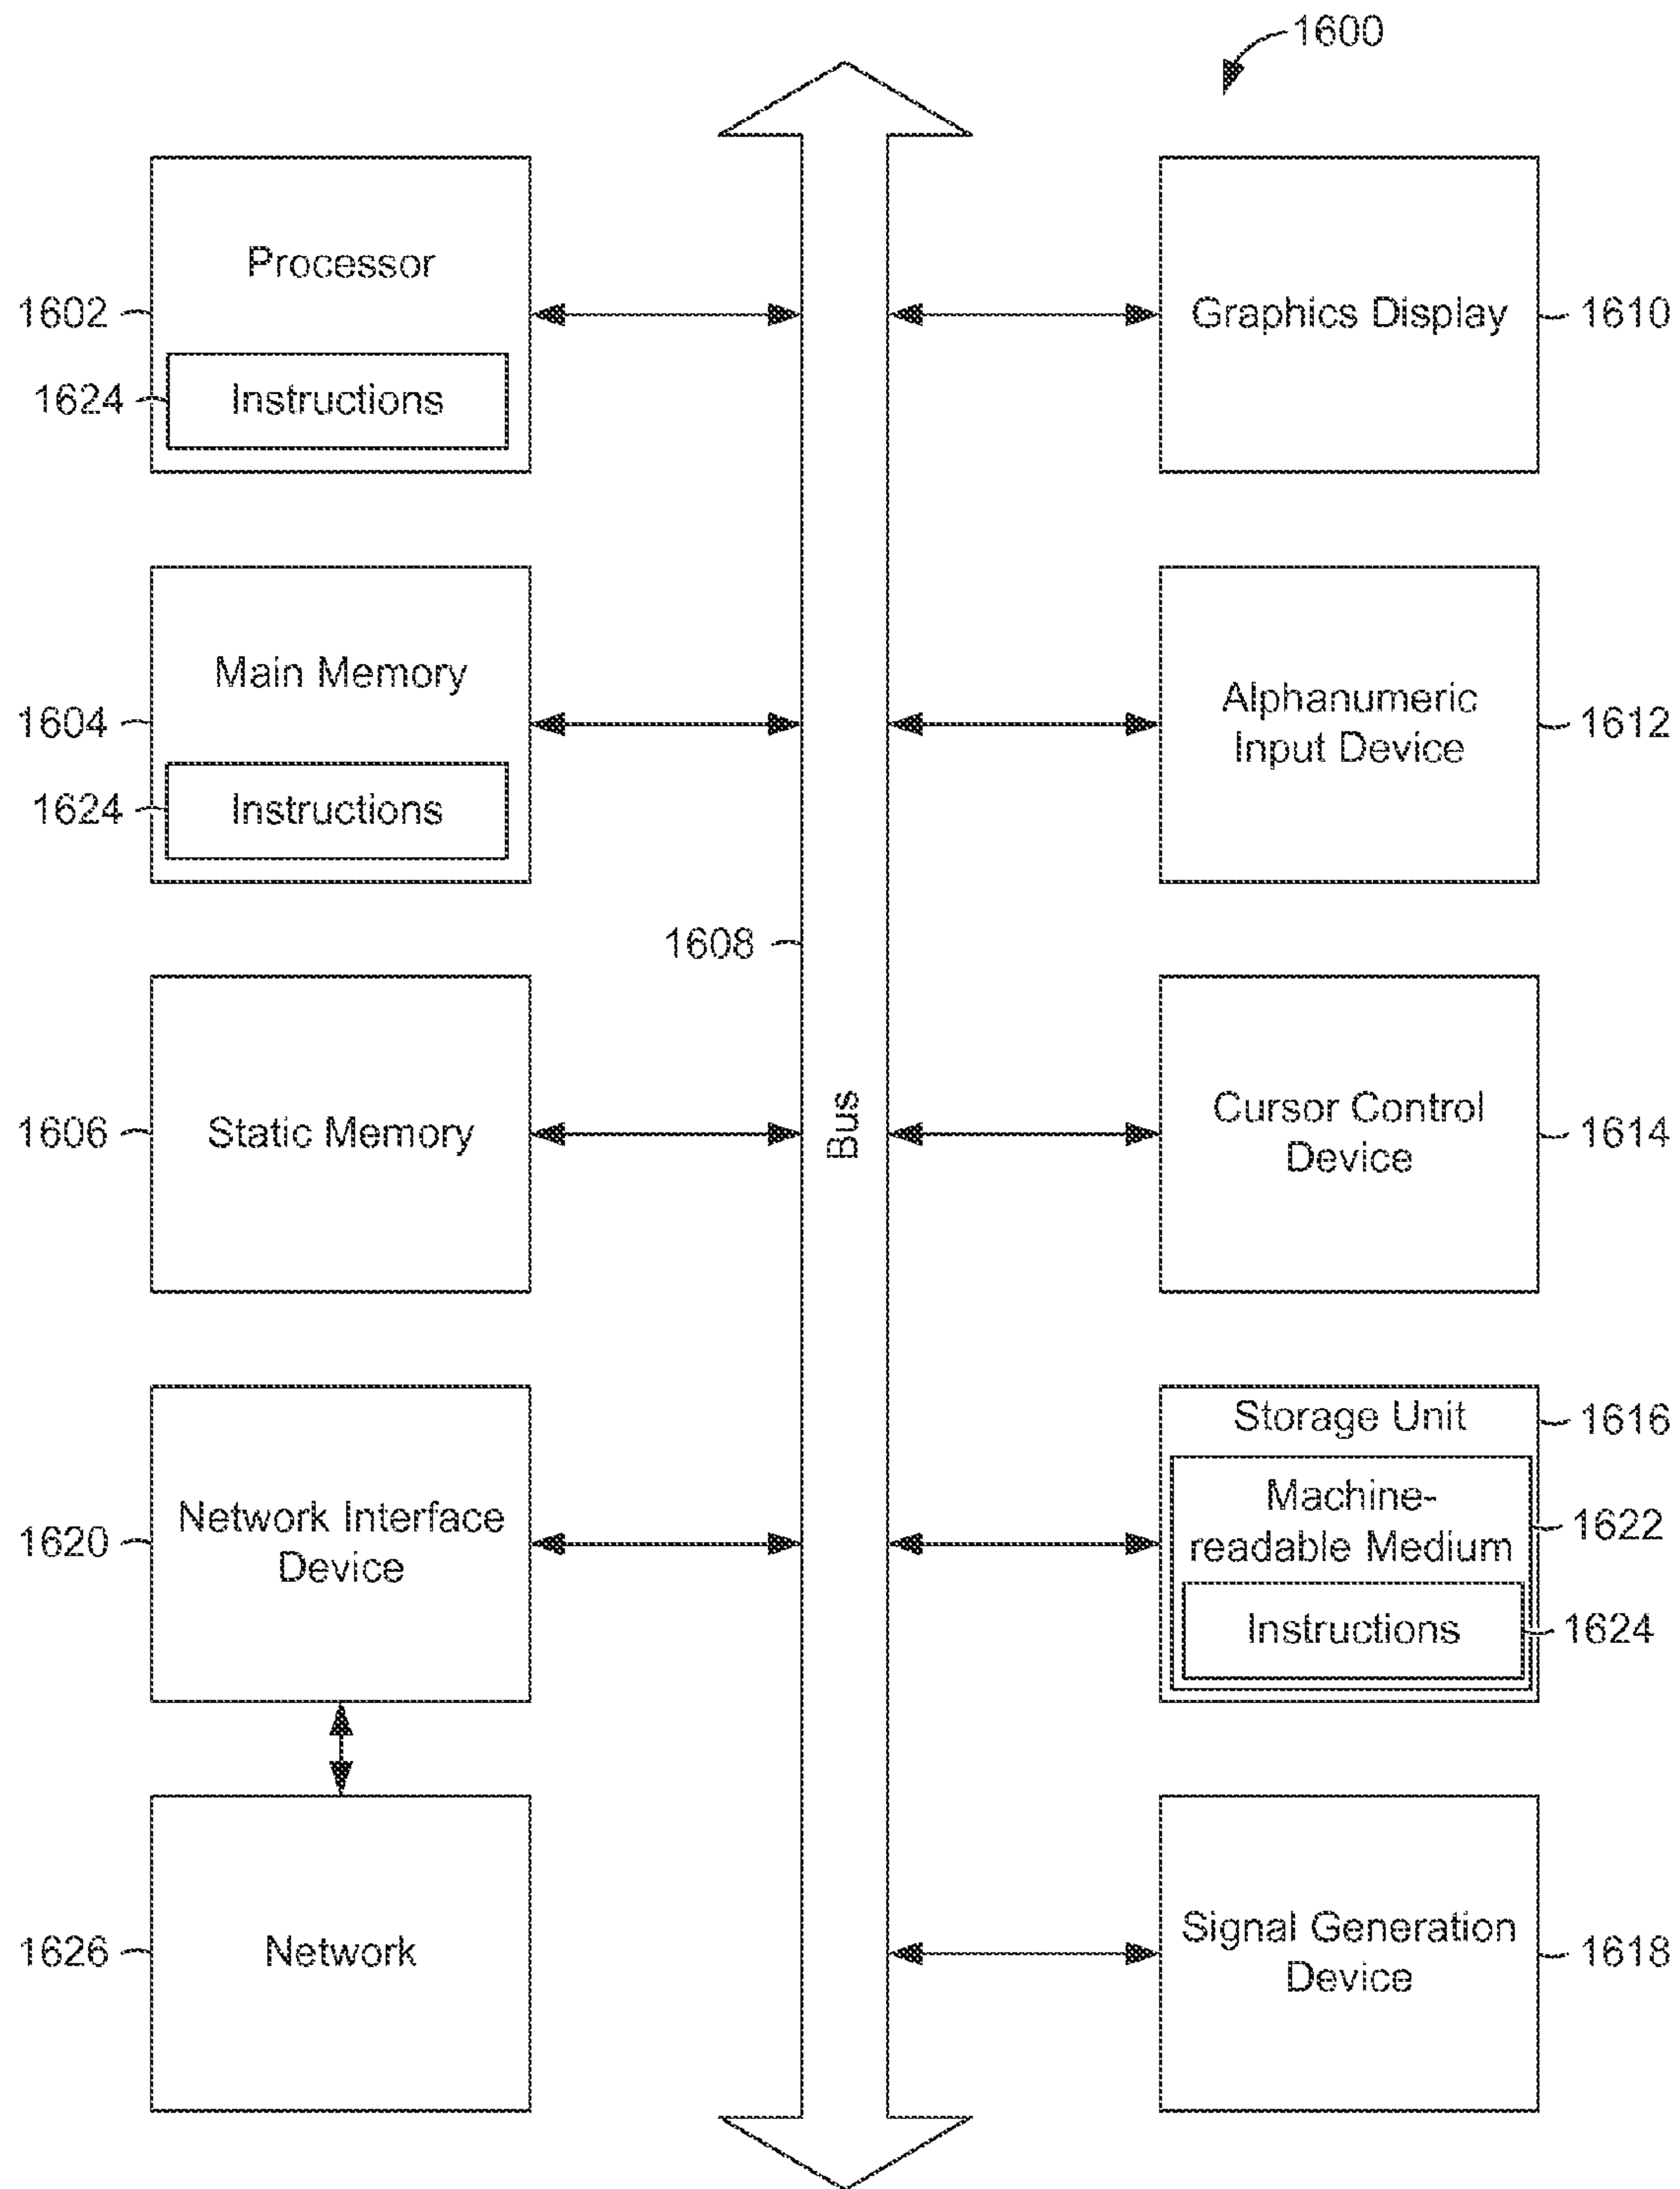 1600
Processor
1602
1624
Instructions
Graphics Display
1610
Main Memory
1604
1624
Instructions
Alphanumeric
Input Device
1612
1608
Bus
Static Memory
1606
Cursor Control
Device
1614
Network Interface
Device
1620
Storage Unit
1616
Machine-
readable Medium
1622
Instructions
1624
Network
1626
Signal Generation
Device
1618